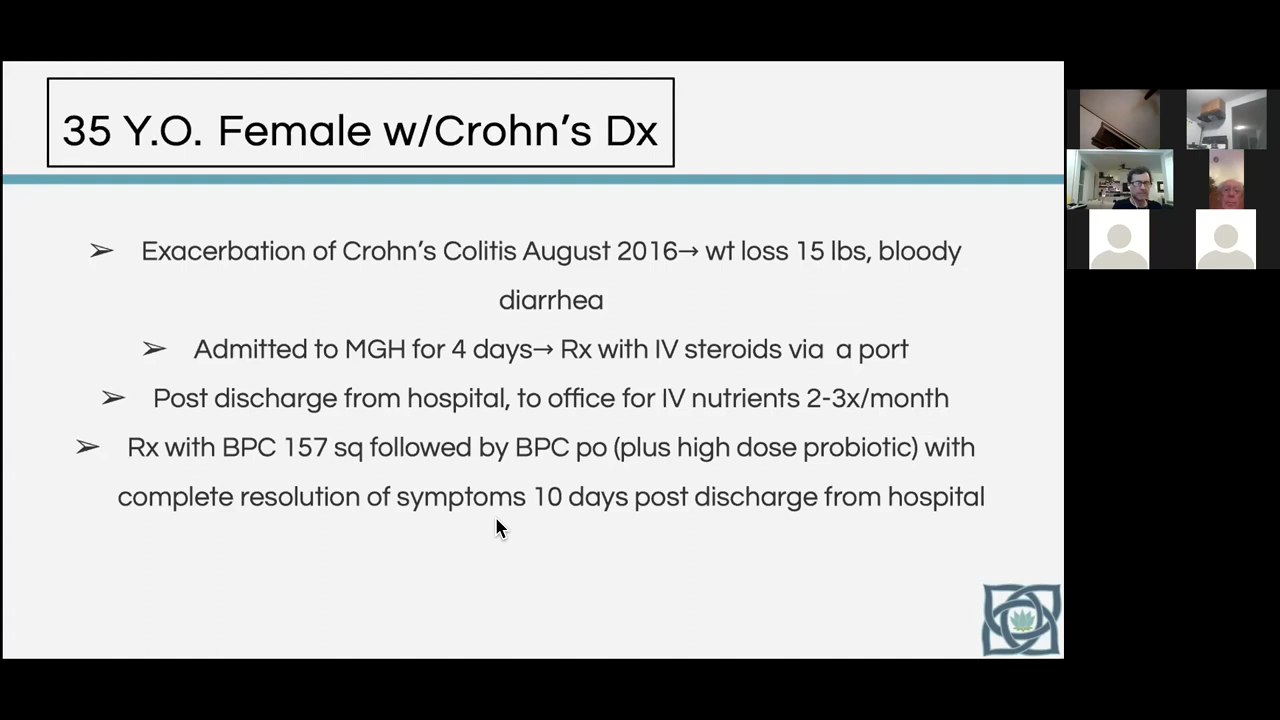 35 Y.O. Female w/Crohn's Dx
➢ Exacerbation of Crohn's Colitis August 2016→ wt loss 15 lbs, bloody
diarrhea
➢ Admitted to MGH for 4 days→ Rx with IV steroids via  a port
➢ Post discharge from hospital, to office for IV nutrients 2-3x/month
➢ Rx with BPC 157 sq followed by BPC po (plus high dose probiotic) with
complete resolution of symptoms 10 days post discharge from hospital